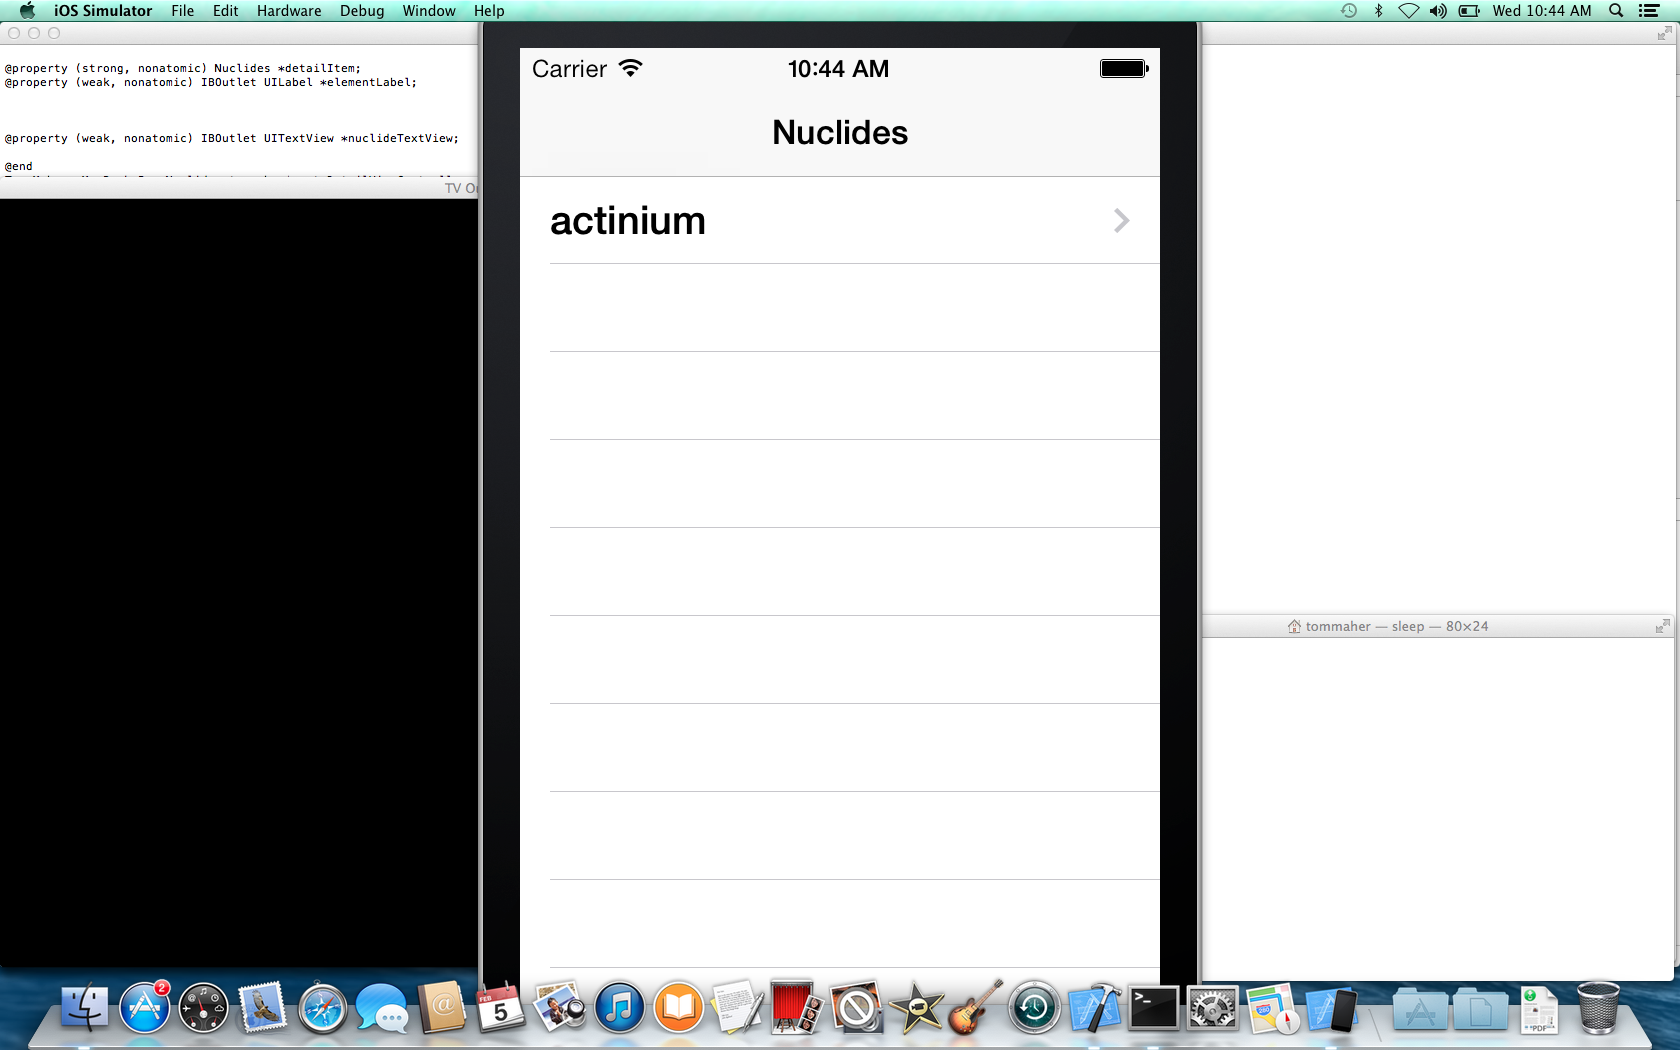 iOS Simulator File Edit Hardware Debug Window Help Wed 10:44 AM
@property (strong, nonatomic) Nuclides *detailItem;
@property (weak, nonatomic) IBOutlet UILabel *elementLabel;
@property (weak, nonatomic) IBOutlet UITextView *nuclideTextView;
@end
TV
Carrier 10:44 AM
Nuclides
actinium
tommaher — sleep — 80×24
2
FEB
5
>_
280
PDF